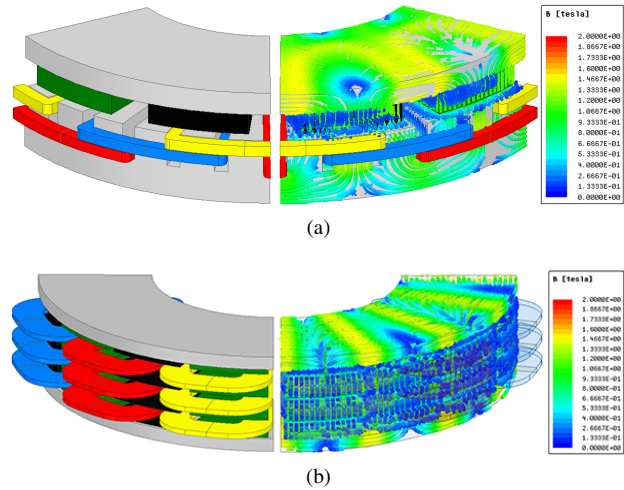 B [tesla]
2.0000E+00
1.8667E+00
1.7333E+00
1.6000E+00
1.4667E+00
1.3333E+00
1.2000E+00
1.0667E+00
9.3333E-01
8.0000E-01
6.6667E-01
5.3333E-01
4.0000E-01
2.6667E-01
1.3333E-01
0.0000E+00
(a)
B [tesla]
2.0000E+00
1.8667E+00
1.7333E+00
1.6000E+00
1.4667E+00
1.3333E+00
1.2000E+00
1.0667E+00
9.3333E-01
8.0000E-01
6.6667E-01
5.3333E-01
4.0000E-01
2.6667E-01
1.3333E-01
0.0000E+00
(b)